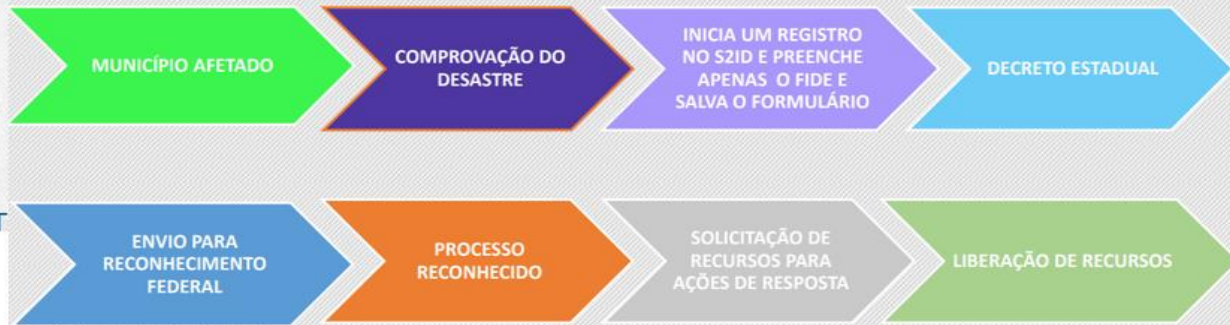 MUNICÍPIO AFETADO
COMPROVAÇÃO DO
DESASTRE
INICIA UM REGISTRO
NO S2ID E PREENCHE
APENAS O FIDE E
SALVA O FORMULÁRIO
DECRETO ESTADUAL
ENVIO PARA
RECONHECIMENTO
FEDERAL
PROCESSO
RECONHECIDO
SOLICITAÇÃO DE
RECURSOS PARA
AÇÕES DE RESPOSTA
LIBERAÇÃO DE RECURSOS